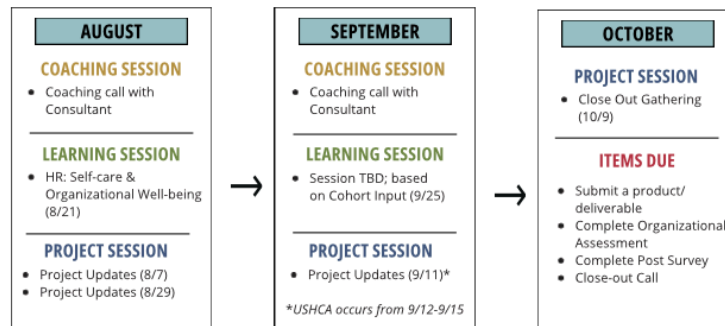 AUGUST
COACHING SESSION
• Coaching call with
Consultant
LEARNING SESSION
• HR: Self-care &
Organizational Well-being
(8/21)
PROJECT SESSION
• Project Updates (8/7)
• Project Updates (8/29)
SEPTEMBER
COACHING SESSION
• Coaching call with
Consultant
LEARNING SESSION
• Session TBD; based
on Cohort Input (9/25)
PROJECT SESSION
• Project Updates (9/11)*
*USHCA occurs from 9/12-9/15
OCTOBER
PROJECT SESSION
• Close Out Gathering
(10/9)
ITEMS DUE
• Submit a product/
deliverable
• Complete Organizational
Assessment
• Complete Post Survey
• Close-out Call